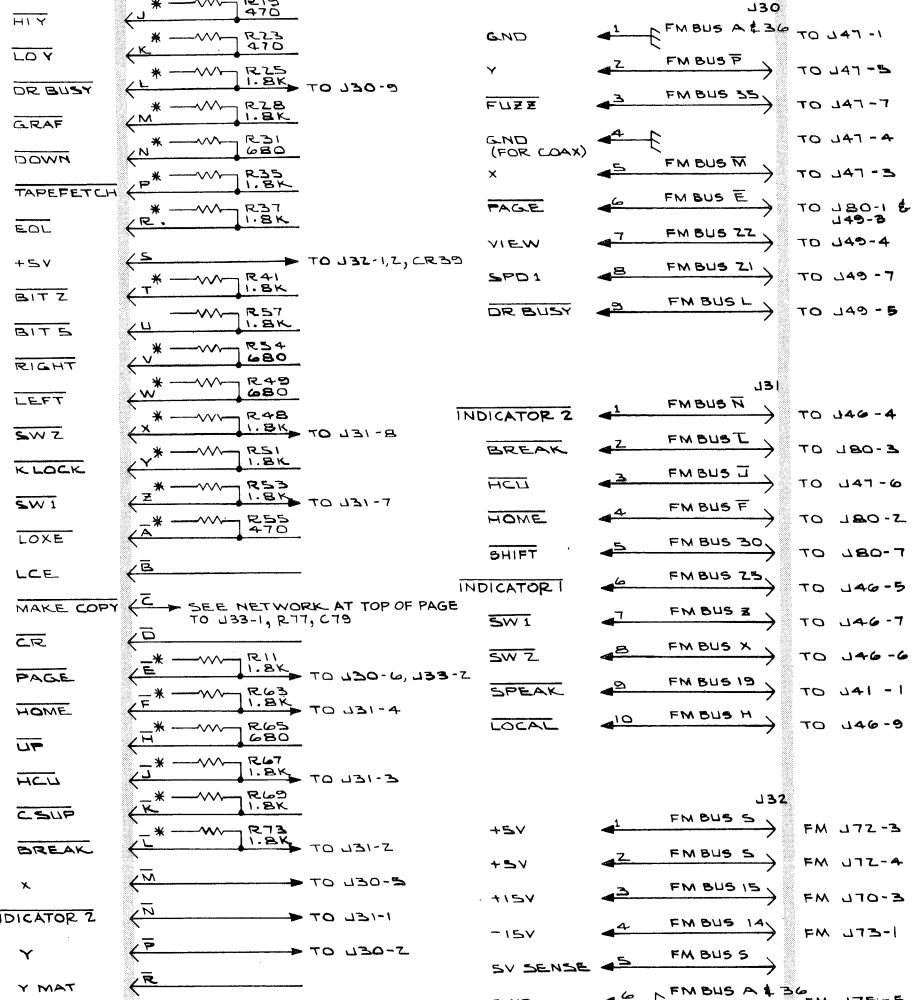 HI Y J * R19 470
LO Y K * R23 470
DR BUSY L * R25 1.8K TO J30-9
GRAF M * R28 1.8K
DOWN N * R31 680
TAPEFETCH P * R35 1.8K
EOL R * R37 1.8K
+5V S TO J32-1,2, CR39
BIT 2 T * R41 1.8K
BIT 5 U R57 1.8K
RIGHT V * R54 680
LEFT W * R49 680
SW 2 X * R48 1.8K TO J31-8
KLOCK Y * R51 1.8K
SW 1 Z * R53 1.8K TO J31-7
LOXE A̅ * R55 470
LCE B̅
MAKE COPY C̅ SEE NETWORK AT TOP OF PAGE
TO J33-1, R77, C79
CR D̅
PAGE E̅ * R11 1.8K TO J30-6, J33-2
HOME F̅ * R63 1.8K TO J31-4
UP H̅ * R65 680
HCU J̅ * R67 1.8K TO J31-3
CSUP K̅ * R69 1.8K
BREAK L̅ * R73 1.8K TO J31-2
X M̅ TO J30-5
INDICATOR 2 N̅ TO J31-1
Y P̅ TO J30-2
Y MAT R̅
J30
GND 1 FM BUS A & 36 TO J47-1
Y 2 FM BUS P̅ TO J47-5
FUZZ 3 FM BUS 35 TO J47-7
GND 4 TO J47-4
(FOR COAX)
X 5 FM BUS M̅ TO J47-3
PAGE 6 FM BUS E̅ TO J80-1 &
J49-3
VIEW 7 FM BUS 22 TO J49-4
SPD1 8 FM BUS 21 TO J49-7
DR BUSY 9 FM BUS L TO J49-5
J31
INDICATOR 2 1 FM BUS N̅ TO J46-4
BREAK 2 FM BUS L̅ TO J80-3
HCU 3 FM BUS J̅ TO J47-6
HOME 4 FM BUS F̅ TO J80-2
SHIFT 5 FM BUS 30 TO J80-7
INDICATOR 1 6 FM BUS 25 TO J46-5
SW 1 7 FM BUS Z TO J46-7
SW 2 8 FM BUS X TO J46-6
SPEAK 9 FM BUS 19 TO J41-1
LOCAL 10 FM BUS H TO J46-9
J32
+5V 1 FM BUS S FM J72-3
+5V 2 FM BUS S FM J72-4
+15V 3 FM BUS 15 FM J70-3
-15V 4 FM BUS 14 FM J73-1
5V SENSE 5 FM BUS S
6 FM BUS A & 36